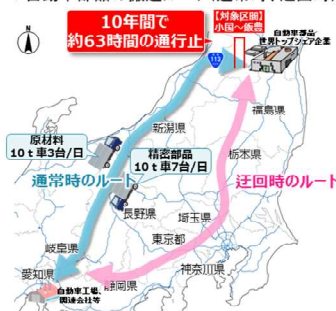 10年間で
約63時間の通行止
【対象区間】
小国~飯豊
自動車部品
世界トップシェア企業
113
福島県
新潟県
原材料
10t車3台/日
精密部品
10t車7台/日
栃木県
通常時のルート
迂回時のルート
長野県
埼玉県
岐阜県
東京都
神奈川県
愛知県
静岡県
自動車工場、
関連会社等